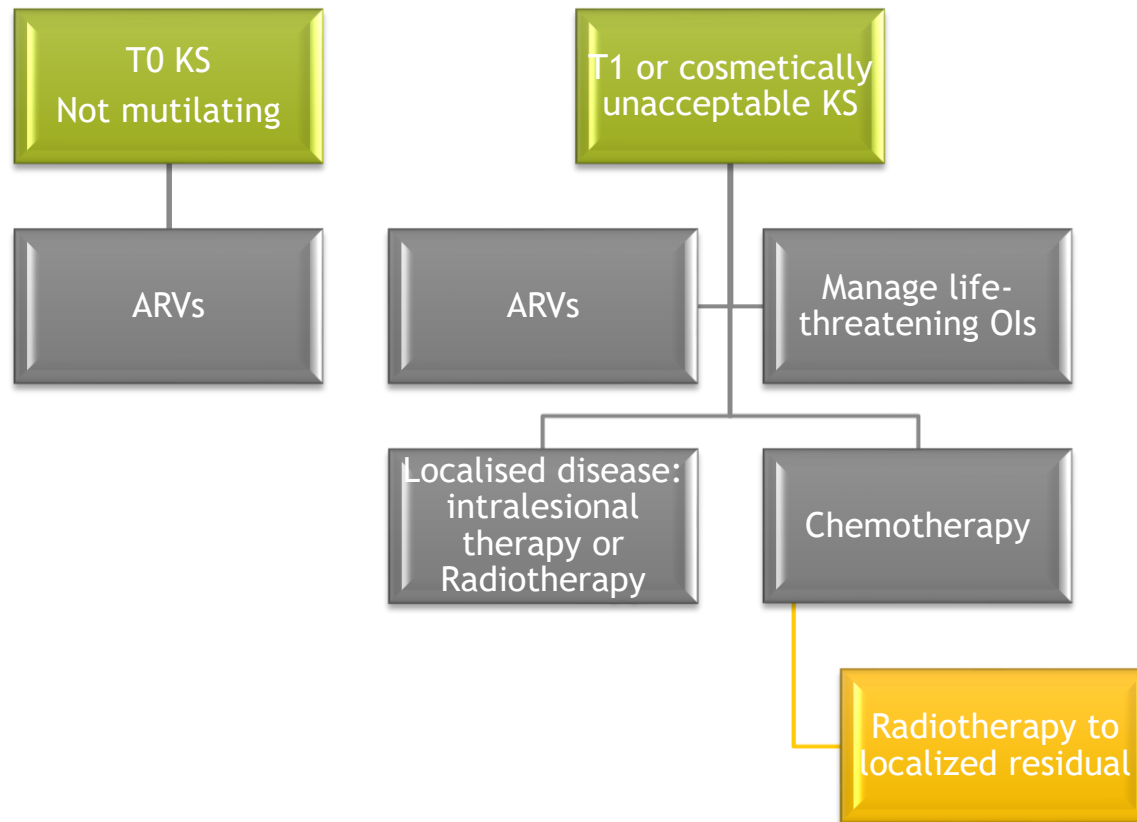 T0 KS
Not mutilating
T1 or cosmetically
unacceptable KS
ARVs
ARVs
Manage life-
threatening OIs
Localised disease:
intralesional
therapy or
Radiotherapy
Chemotherapy
Radiotherapy to
localized residual